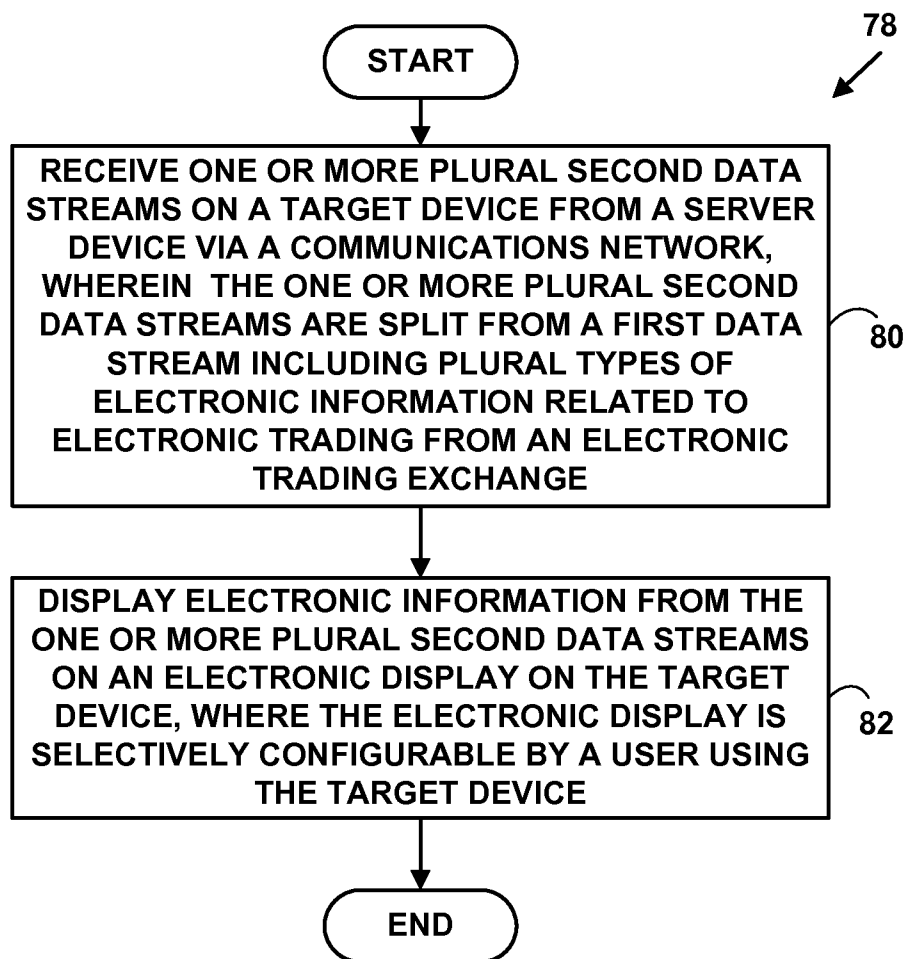 78
START
RECEIVE ONE OR MORE PLURAL SECOND DATA
STREAMS ON A TARGET DEVICE FROM A SERVER
DEVICE VIA A COMMUNICATIONS NETWORK,
WHEREIN THE ONE OR MORE PLURAL SECOND
DATA STREAMS ARE SPLIT FROM A FIRST DATA
STREAM INCLUDING PLURAL TYPES OF
ELECTRONIC INFORMATION RELATED TO
ELECTRONIC TRADING FROM AN ELECTRONIC
TRADING EXCHANGE
80
DISPLAY ELECTRONIC INFORMATION FROM THE
ONE OR MORE PLURAL SECOND DATA STREAMS
ON AN ELECTRONIC DISPLAY ON THE TARGET
DEVICE, WHERE THE ELECTRONIC DISPLAY IS
SELECTIVELY CONFIGURABLE BY A USER USING
THE TARGET DEVICE
82
END